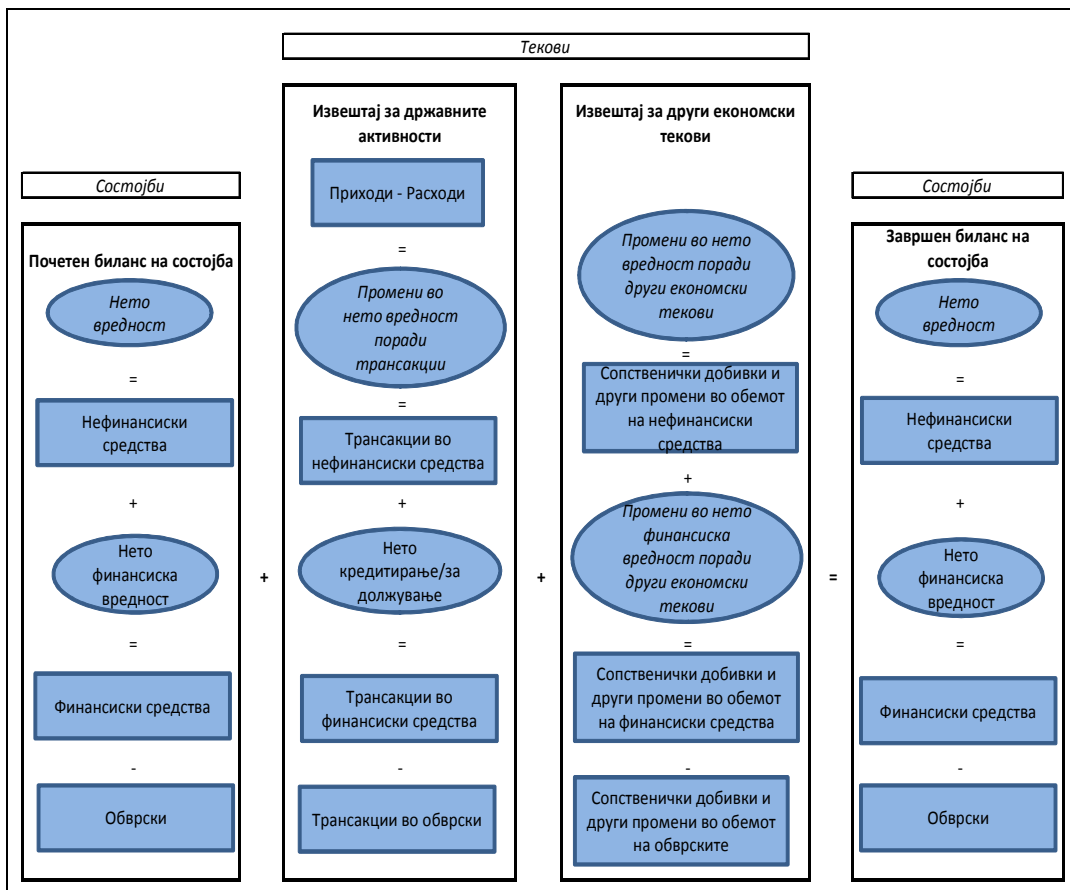 Текови
Состојби
Почетен биланс на состојба
Нето
вредност
=
Нефинансиски
средства
+
Нето
финансиска
вредност
=
Финансиски средства
-
Обврски
+
Извештај за државните
активности
Приходи - Расходи
=
Промени во
нето вредност
поради
трансакции
=
Трансакции во
нефинансиски средства
+
Нето
кредитирање/за
должување
=
Трансакции во
финансиски средства
-
Трансакции во обврски
+
Извештај за други економски
текови
Промени во нето
вредност поради
други економски
текови
=
Сопственички добивки и
други промени во обемот
на нефинансиски
средства
+
Промени во нето
финансиска
вредност поради
други економски
текови
=
Сопственички добивки и
други промени во обемот
на финансиски средства
-
Сопственички добивки и
други промени во обемот
на обврските
=
Состојби
Завршен биланс на
состојба
Нето
вредност
=
Нефинансиски
средства
+
Нето
финансиска
вредност
=
Финансиски средства
-
Обврски